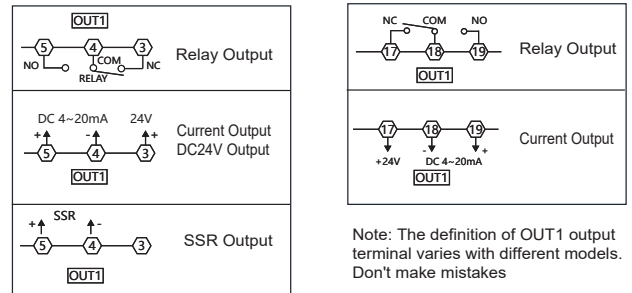 OUT1
5 4 3
NO COM NC
RELAY
Relay Output
DC 4~20mA 24V
+ - +
5 4 3
OUT1
Current Output
DC24V Output
SSR
+ -
5 4 3
OUT1
SSR Output
NC COM NO
17 18 19
OUT1
Relay Output
17 18 19
- +
+24V DC 4~20mA
OUT1
Current Output
Note: The definition of OUT1 output
terminal varies with different models.
Don't make mistakes